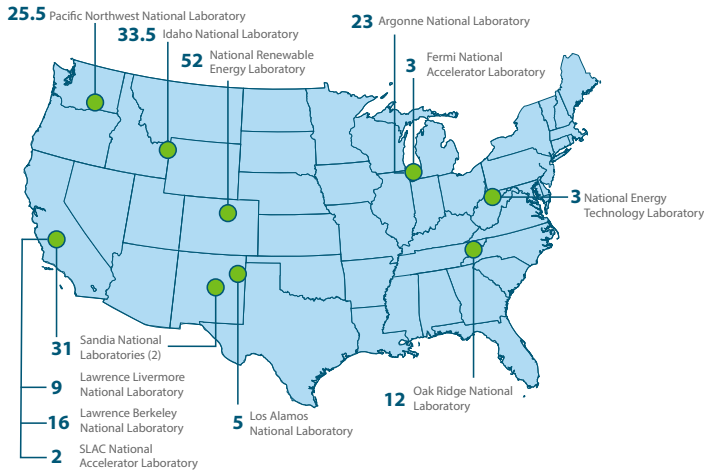 25.5 Pacific Northwest National Laboratory
33.5 Idaho National Laboratory
52 National Renewable
Energy Laboratory
23 Argonne National Laboratory
3 Fermi National
Accelerator Laboratory
3 National Energy
Technology Laboratory
31 Sandia National
Laboratories (2)
9 Lawrence Livermore
National Laboratory
16 Lawrence Berkeley
National Laboratory
2 SLAC National
Accelerator Laboratory
5 Los Alamos
National Laboratory
12 Oak Ridge National
Laboratory